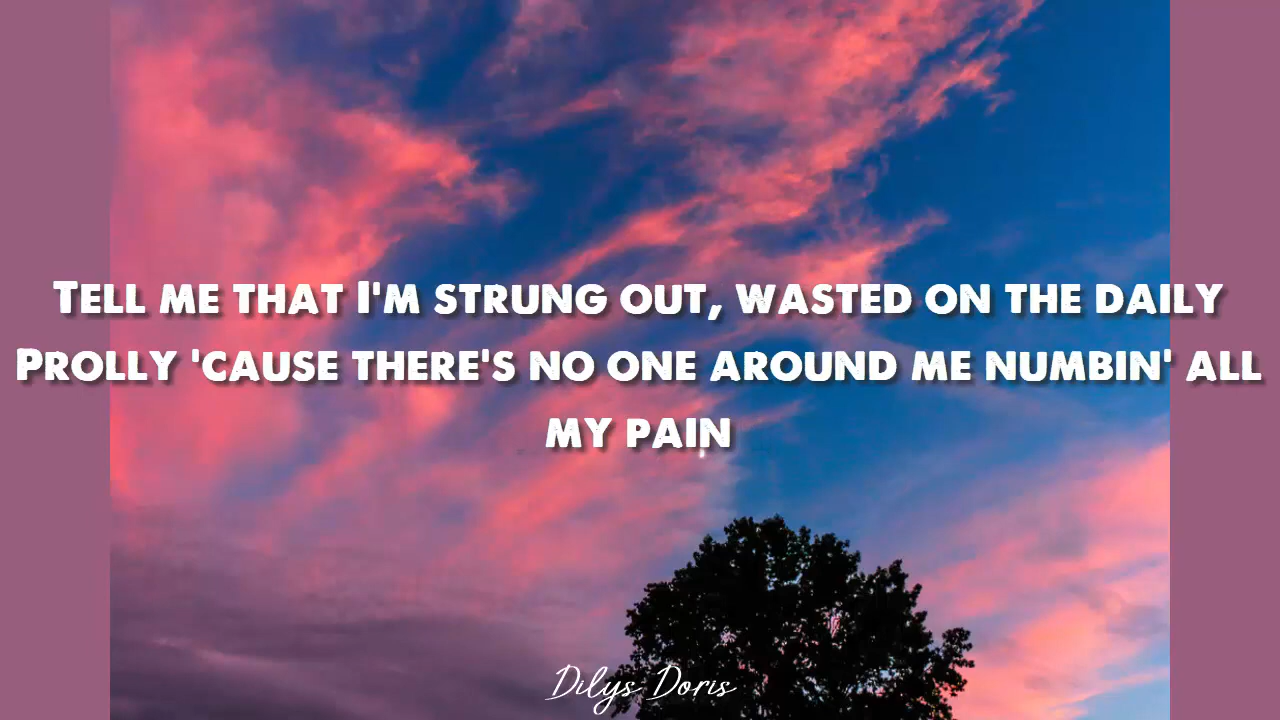 Tell me that I'm strung out, wasted on the daily
Prolly 'cause there's no one around me numbin' all
my pain
Dilys Doris